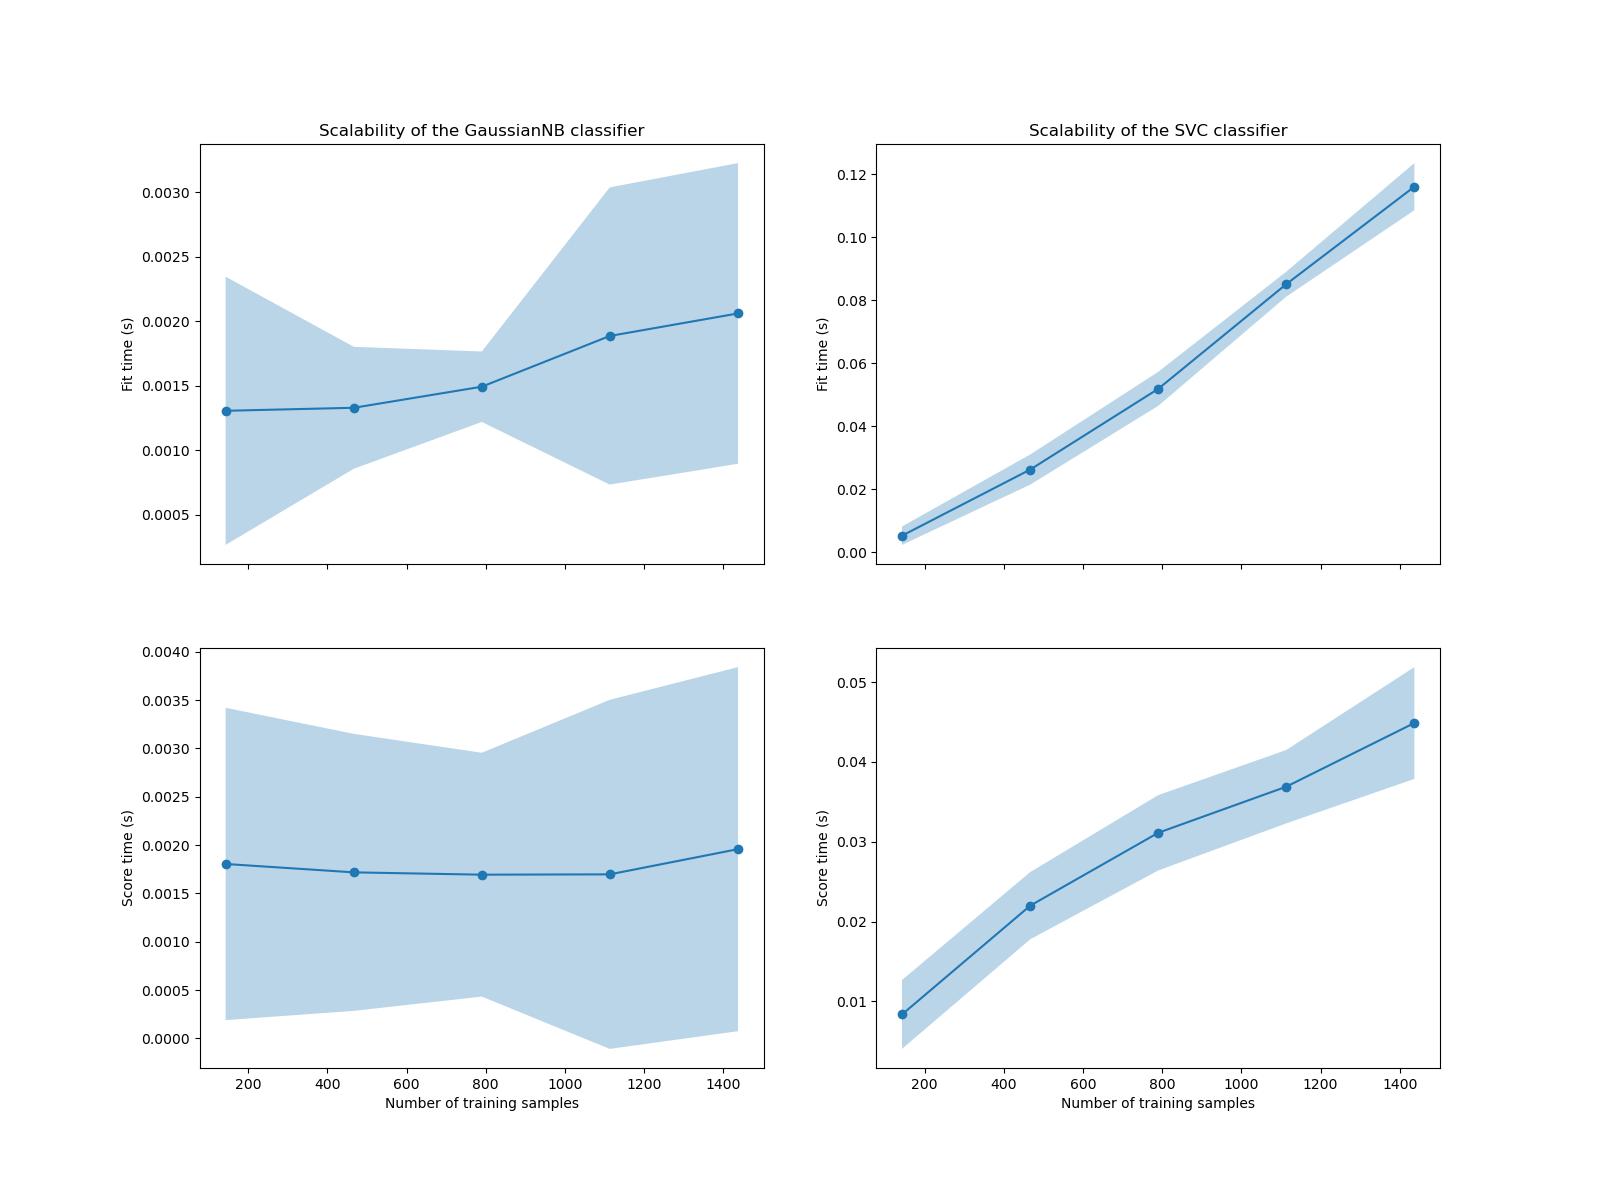 Scalability of the GaussianNB classifier
0.0030
0.0025
0.0020
0.0015
0.0010
0.0005
Fit time (s)
Scalability of the SVC classifier
0.12
0.10
0.08
0.06
0.04
0.02
0.00
Fit time (s)
0.0040
0.0035
0.0030
0.0025
0.0020
0.0015
0.0010
0.0005
0.0000
Score time (s)
200 400 600 800 1000 1200 1400
Number of training samples
0.05
0.04
0.03
0.02
0.01
Score time (s)
200 400 600 800 1000 1200 1400
Number of training samples